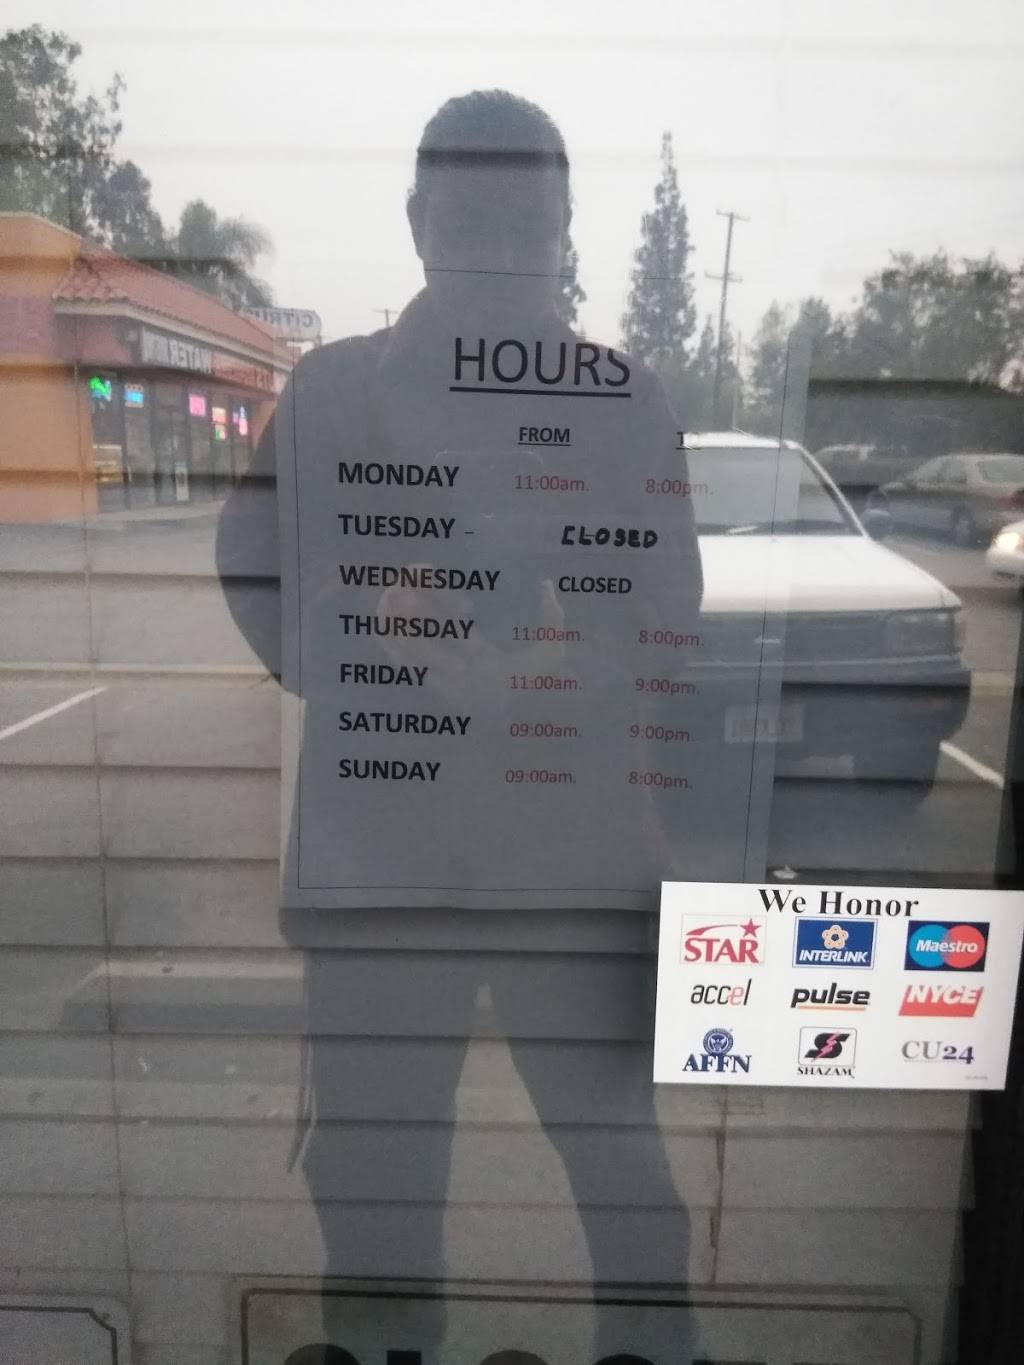 HOURS
FROM
MONDAY 11:00am. 8:00pm.
TUESDAY - CLOSED
WEDNESDAY CLOSED
THURSDAY 11:00am. 8:00pm.
FRIDAY 11:00am. 9:00pm.
SATURDAY 09:00am. 9:00pm.
SUNDAY 09:00am. 8:00pm.
We Honor
STAR INTERLINK Maestro
accel pulse NYCE
AFFN SHAZAM CU24
WATER